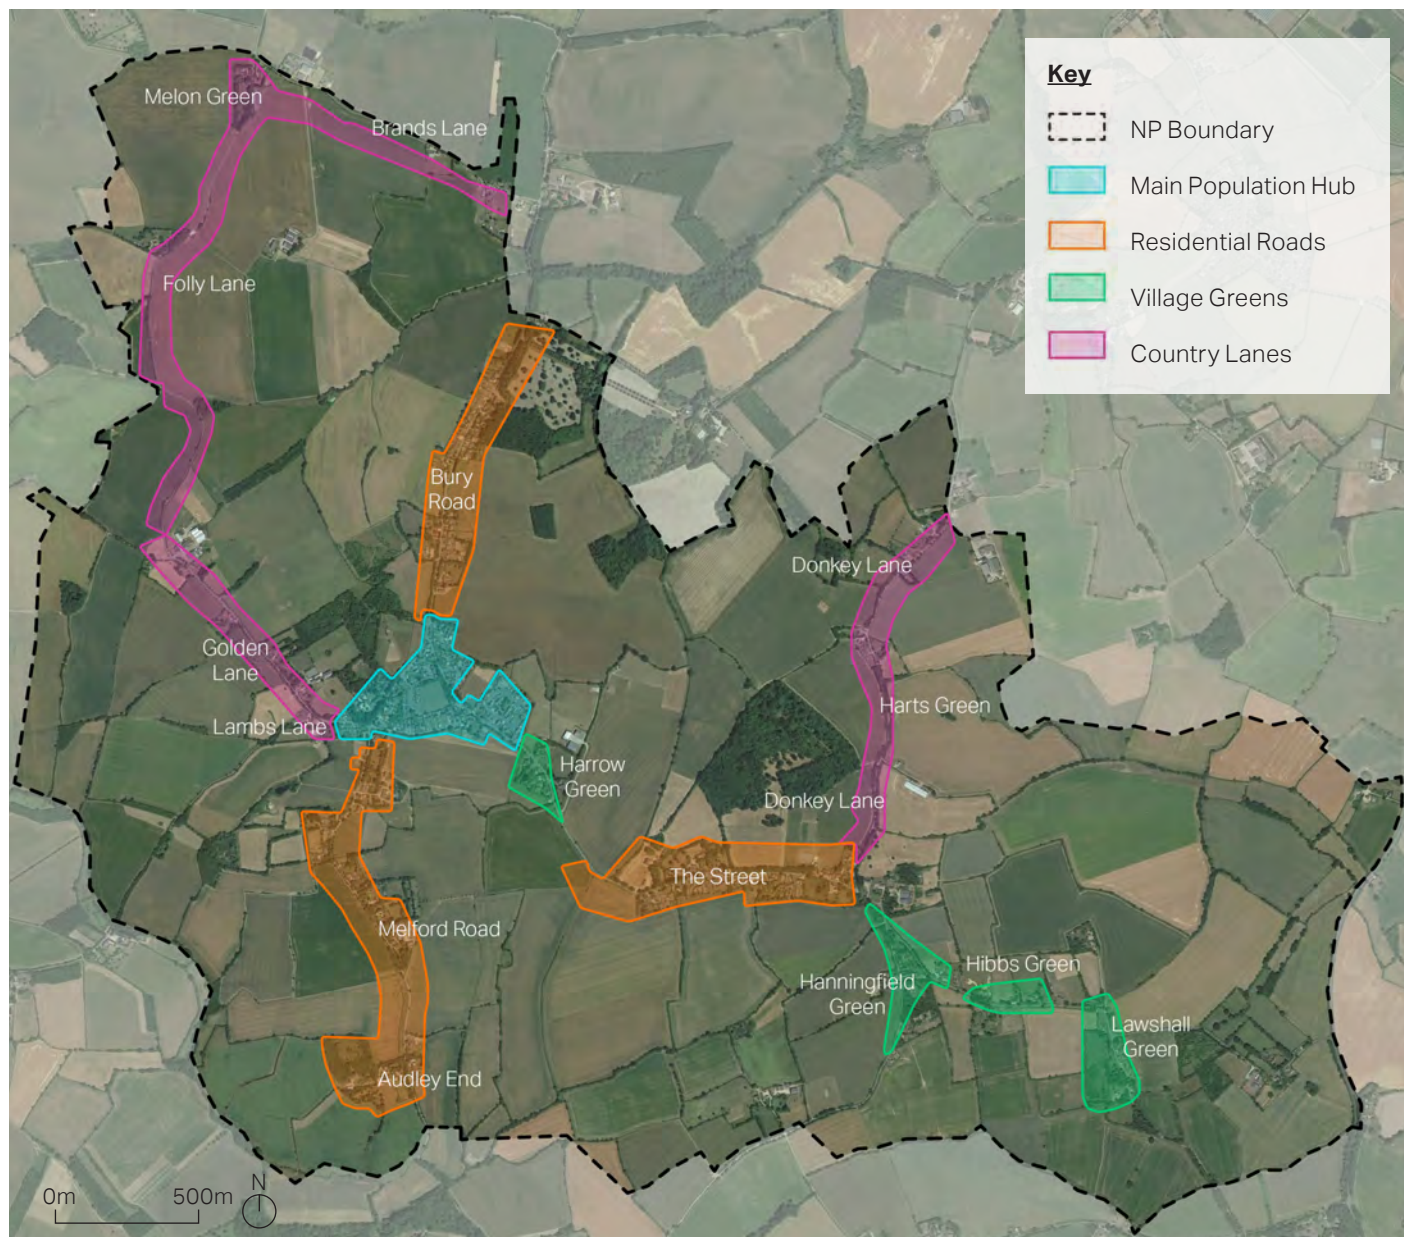 Key
NP Boundary
Main Population Hub
Residential Roads
Village Greens
Country Lanes
Melon Green
Brands Lane
Folly Lane
Bury
Road
Donkey Lane
Golden
Lane
Harts Green
Lambs Lane
Harrow
Green
Donkey Lane
The Street
Melford Road
Hibbs Green
Hanningfield
Green
Lawshall
Green
Audley End
N
0m
500m